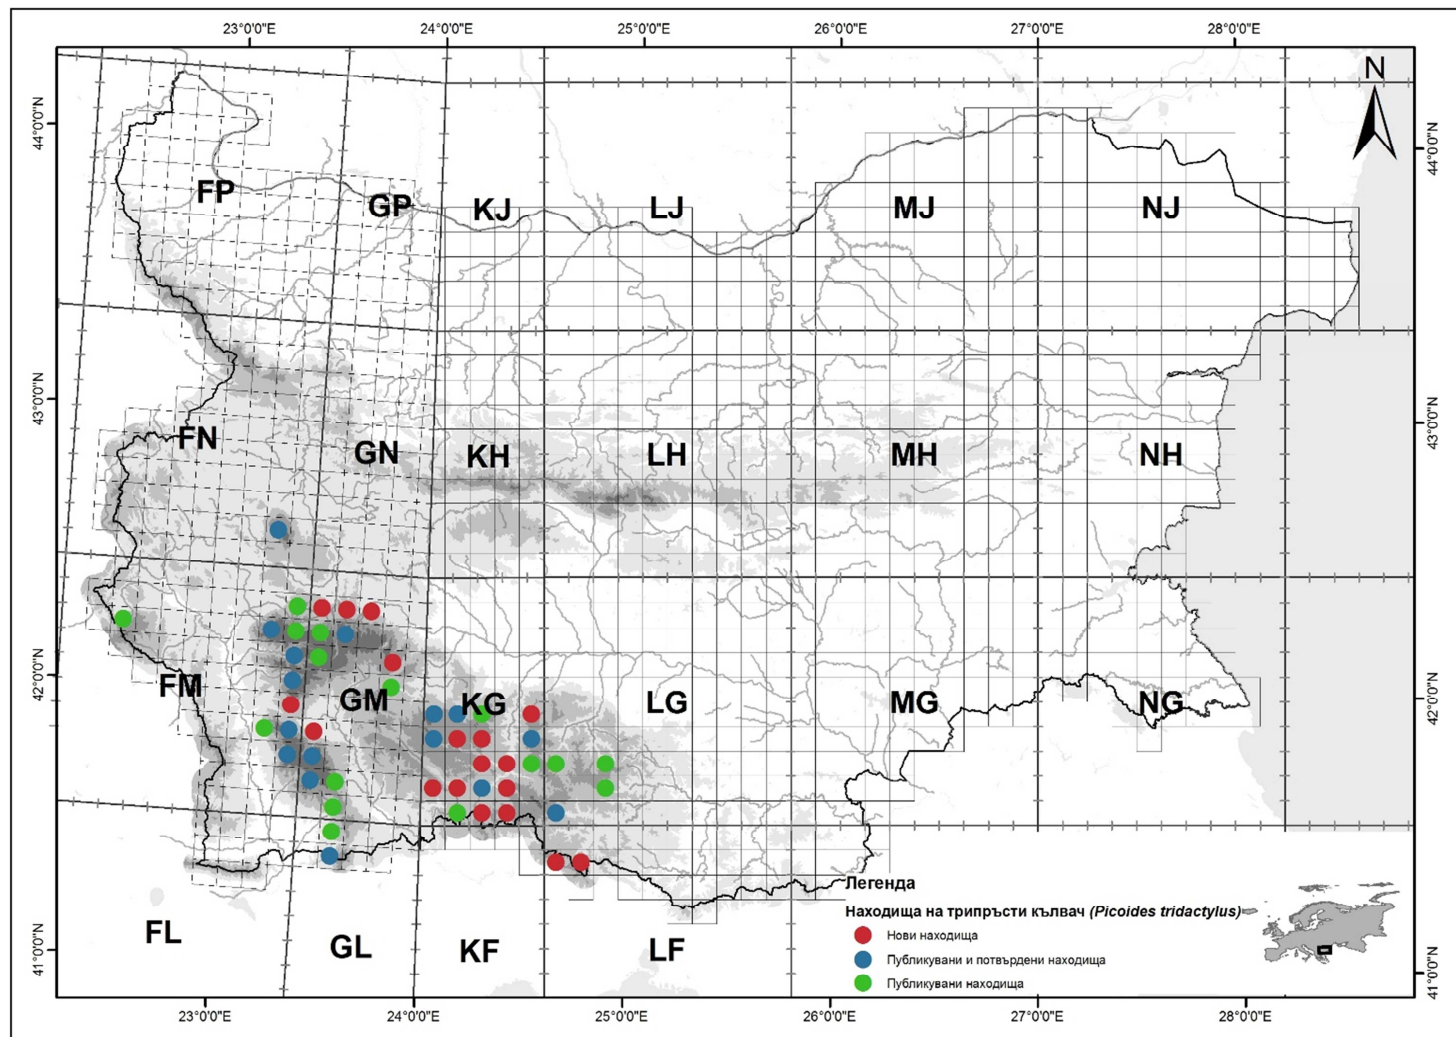 23°0'0"E 24°0'0"E 25°0'0"E 26°0'0"E 27°0'0"E 28°0'0"E
N
44°0'0"N 44°0'0"N
FP GP KJ LJ MJ NJ
43°0'0"N 43°0'0"N
FN GN KH LH MH NH
42°0'0"N 42°0'0"N
FM GM KG LG MG NG
Легенда
Находища на трипръсти кълвач (Picoides tridactylus)
Нови находища
Публикувани и потвърдени находища
Публикувани находища
FL GL KF LF
41°0'0"N 41°0'0"N
23°0'0"E 24°0'0"E 25°0'0"E 26°0'0"E 27°0'0"E 28°0'0"E